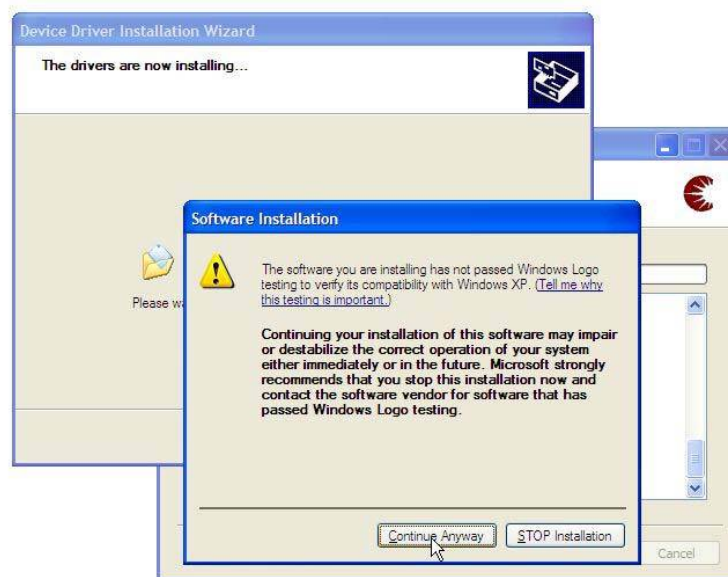 Device Driver Installation Wizard
The drivers are now installing...
Please
Software Installation
The software you are installing has not passed Windows Logo
testing to verify its compatibility with Windows XP. (Tell me why
this testing is important.)
Continuing your installation of this software may impair
or destabilize the correct operation of your system
either immediately or in the future. Microsoft strongly
recommends that you stop this installation now and
contact the software vendor for software that has
passed Windows Logo testing.
Continue Anyway
STOP Installation
Cancel